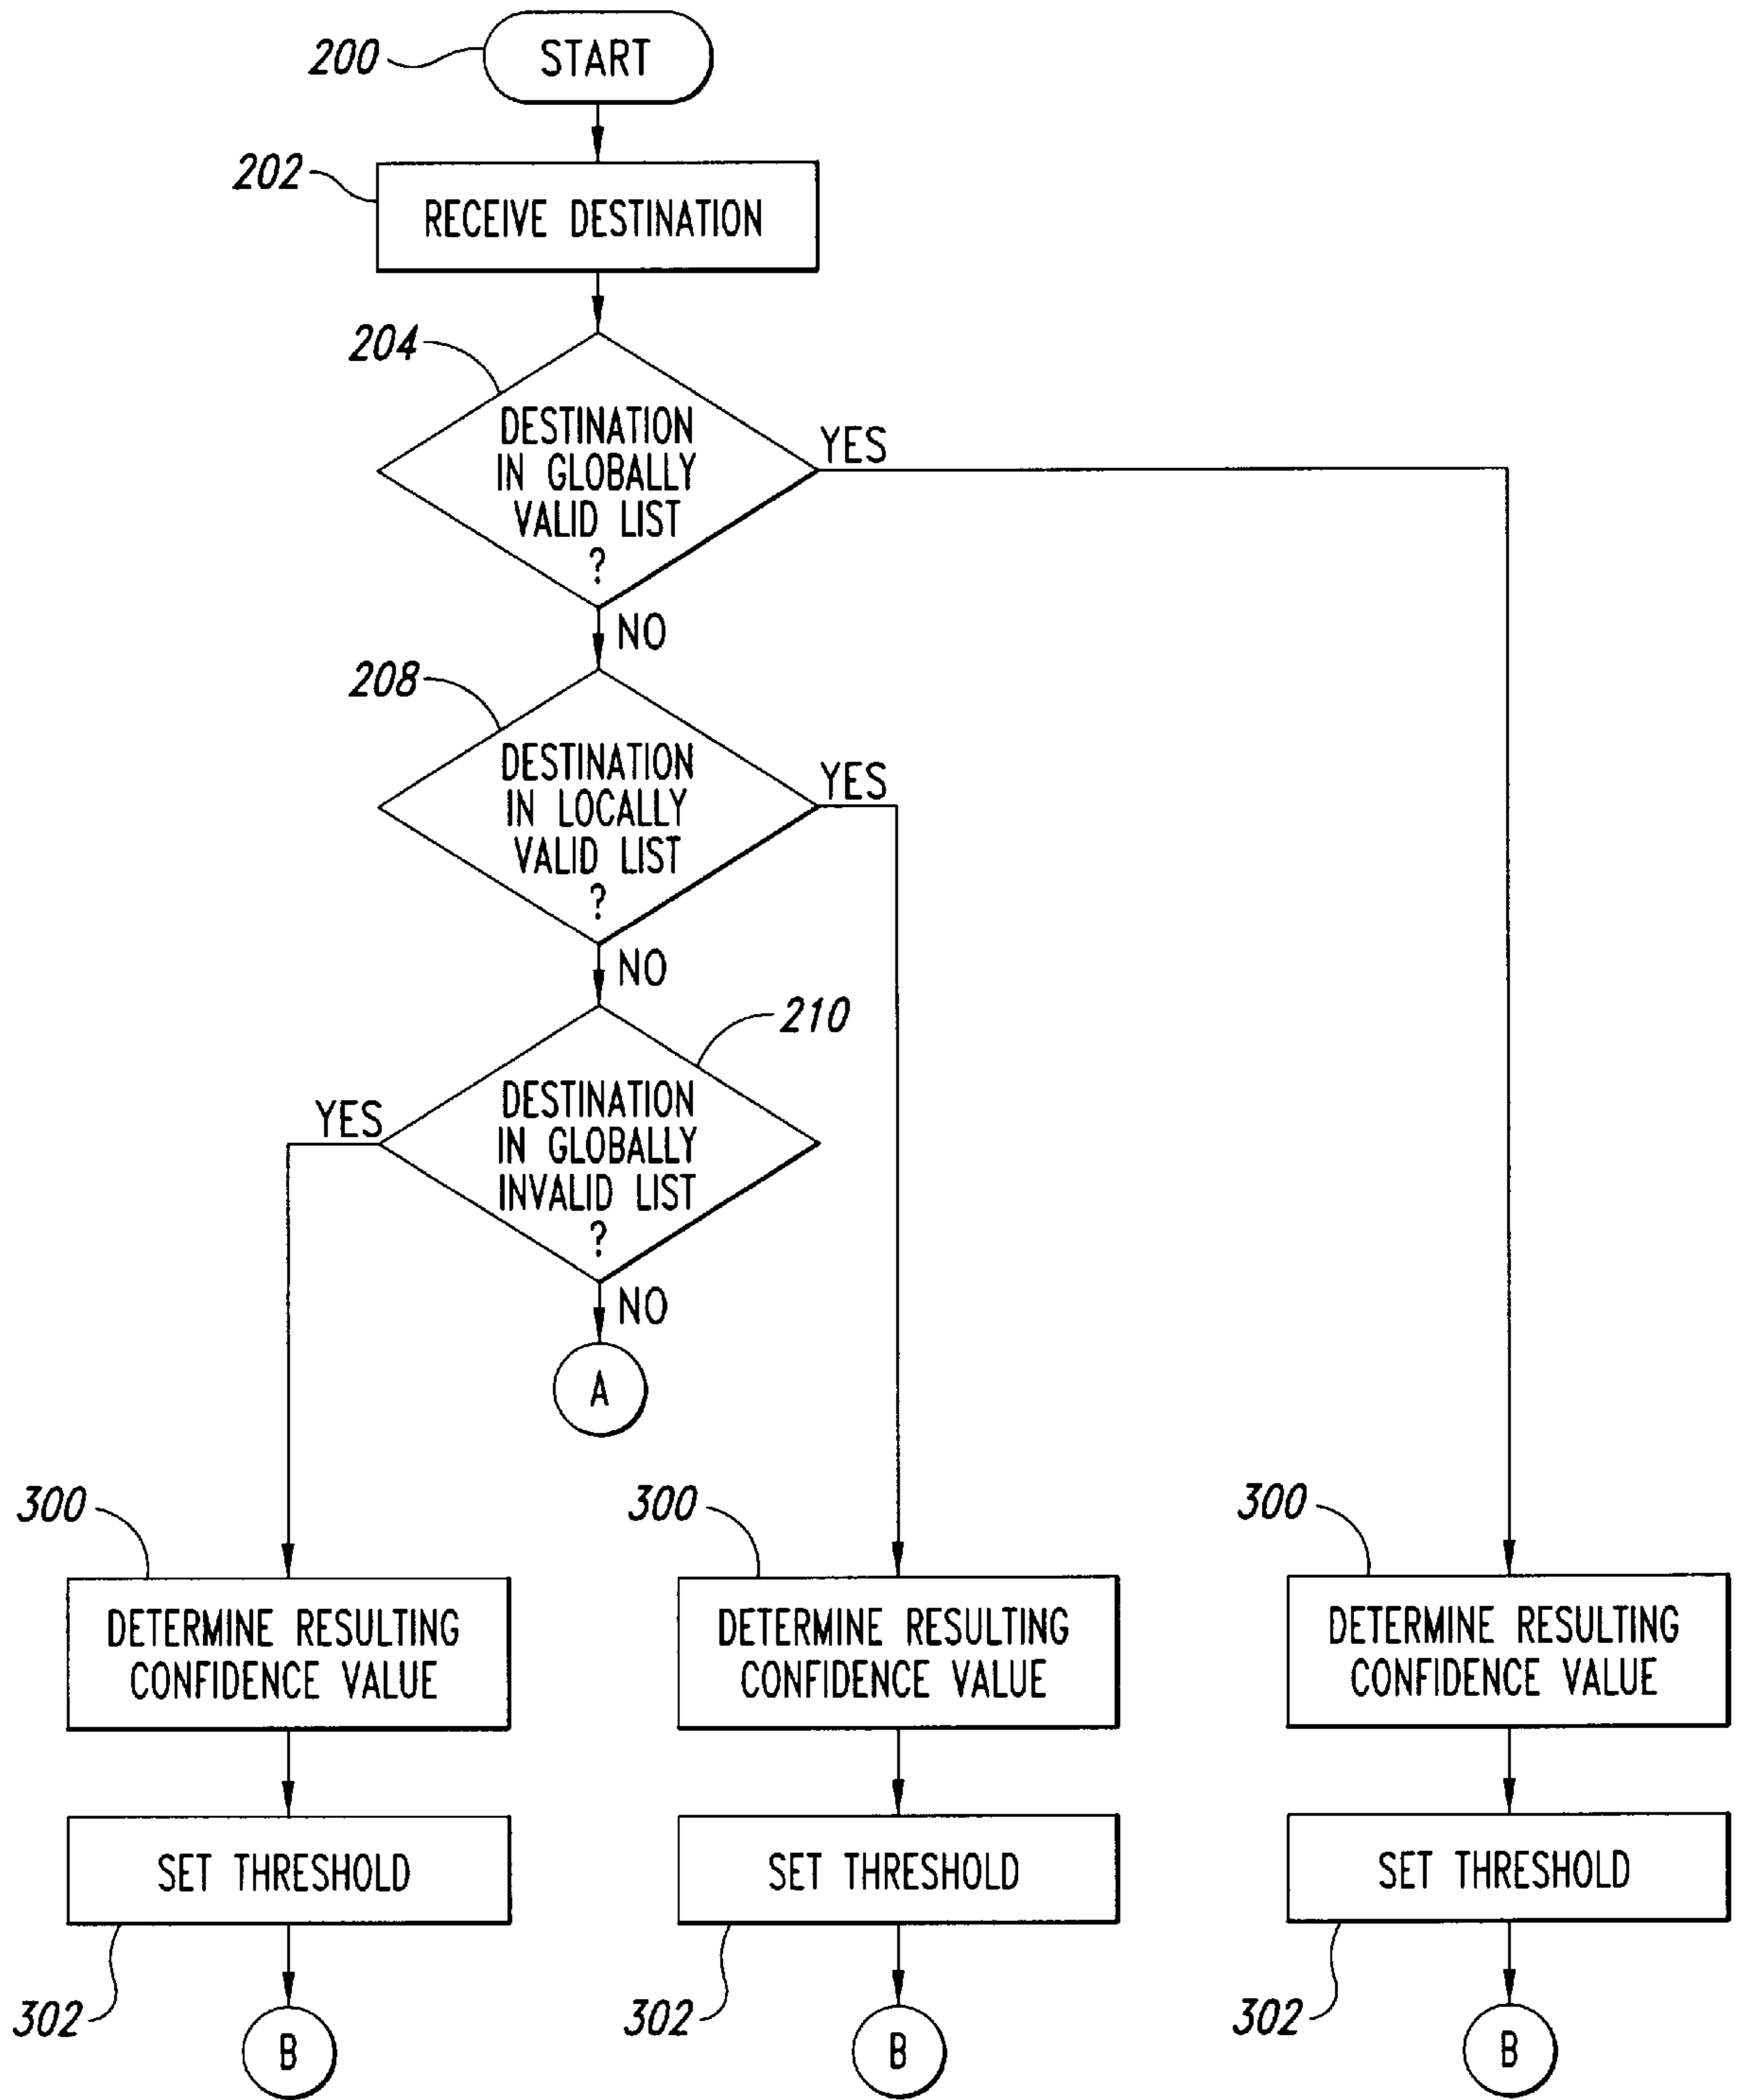 200
START
202
RECEIVE DESTINATION
204
DESTINATION
IN GLOBALLY
VALID LIST
?
YES
NO
208
DESTINATION
IN LOCALLY
VALID LIST
?
YES
NO
210
DESTINATION
IN GLOBALLY
INVALID LIST
?
YES
NO
A
300
DETERMINE RESULTING
CONFIDENCE VALUE
300
DETERMINE RESULTING
CONFIDENCE VALUE
300
DETERMINE RESULTING
CONFIDENCE VALUE
SET THRESHOLD
302
SET THRESHOLD
302
SET THRESHOLD
302
B
B
B